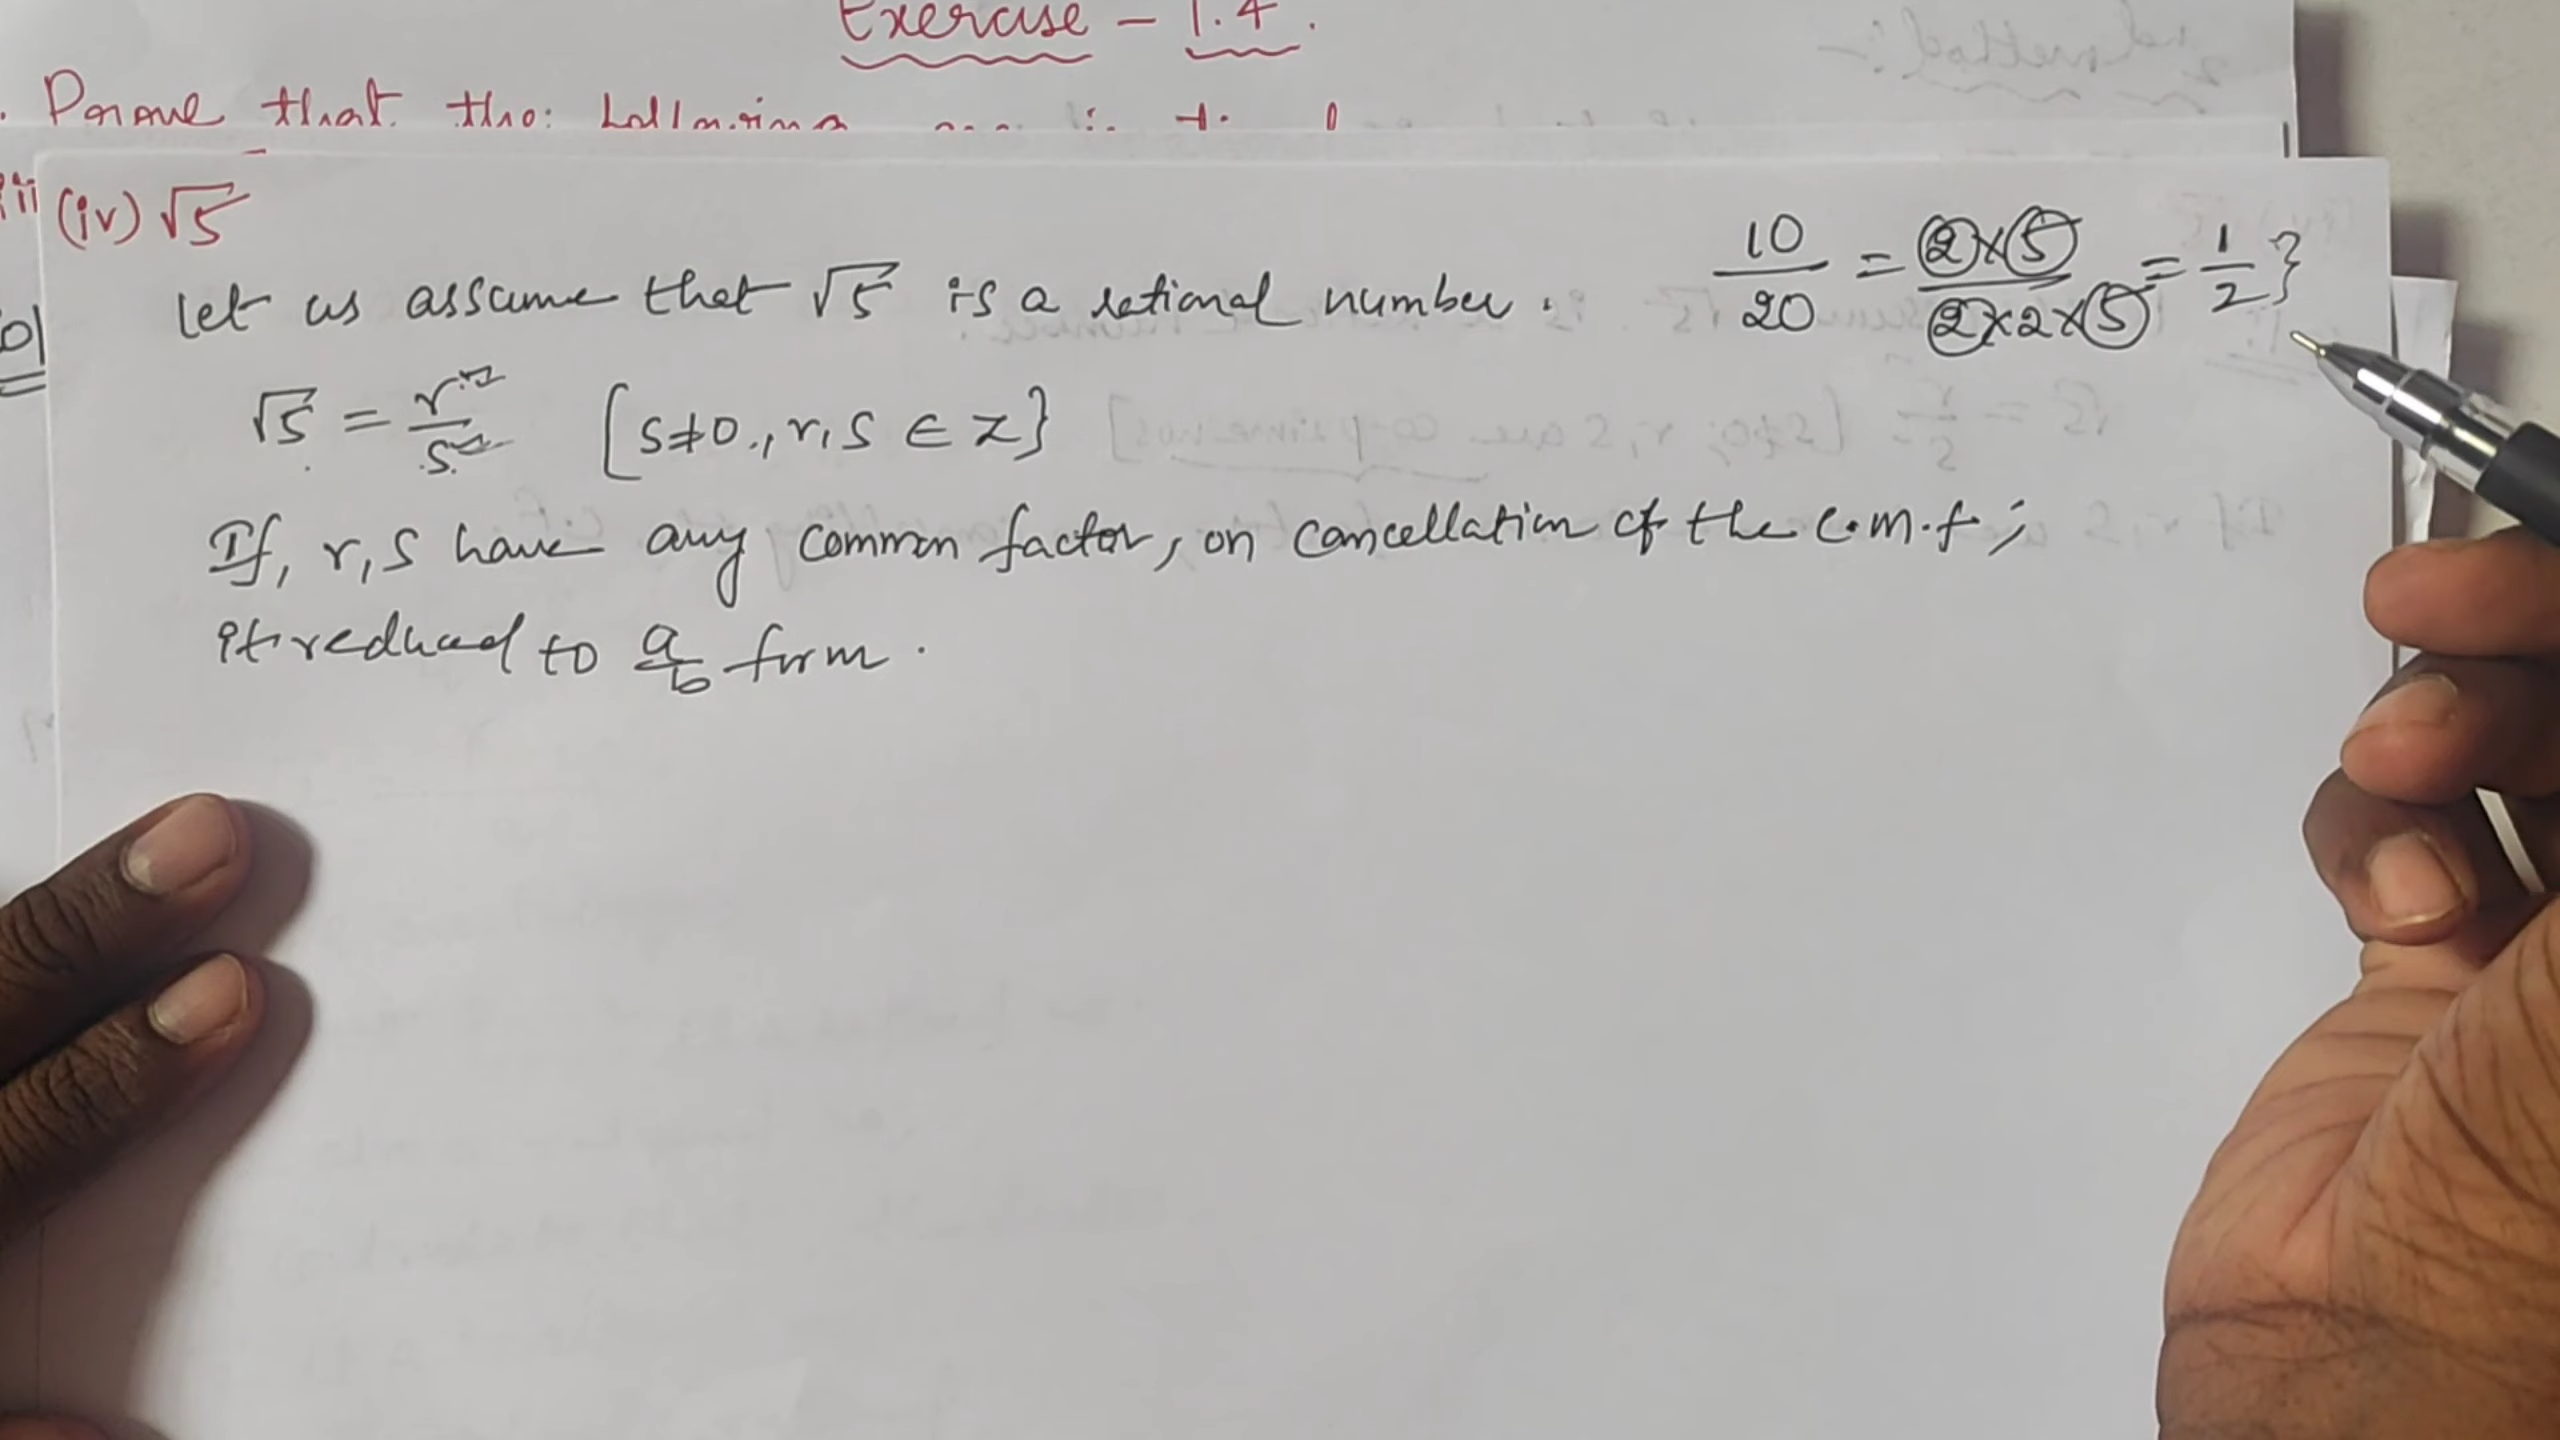 Exercise - 1.4.
Prove that the following
(iv) √5
Let us assume that √5 is a rational number.
10/20 = 2×5/2×2×5 = 1/2 }
√5 = r/s [s≠0., r, s ∈ z}
If, r, s have any common factor, on cancellation of the c.m.f;
it reduced to a/b form.